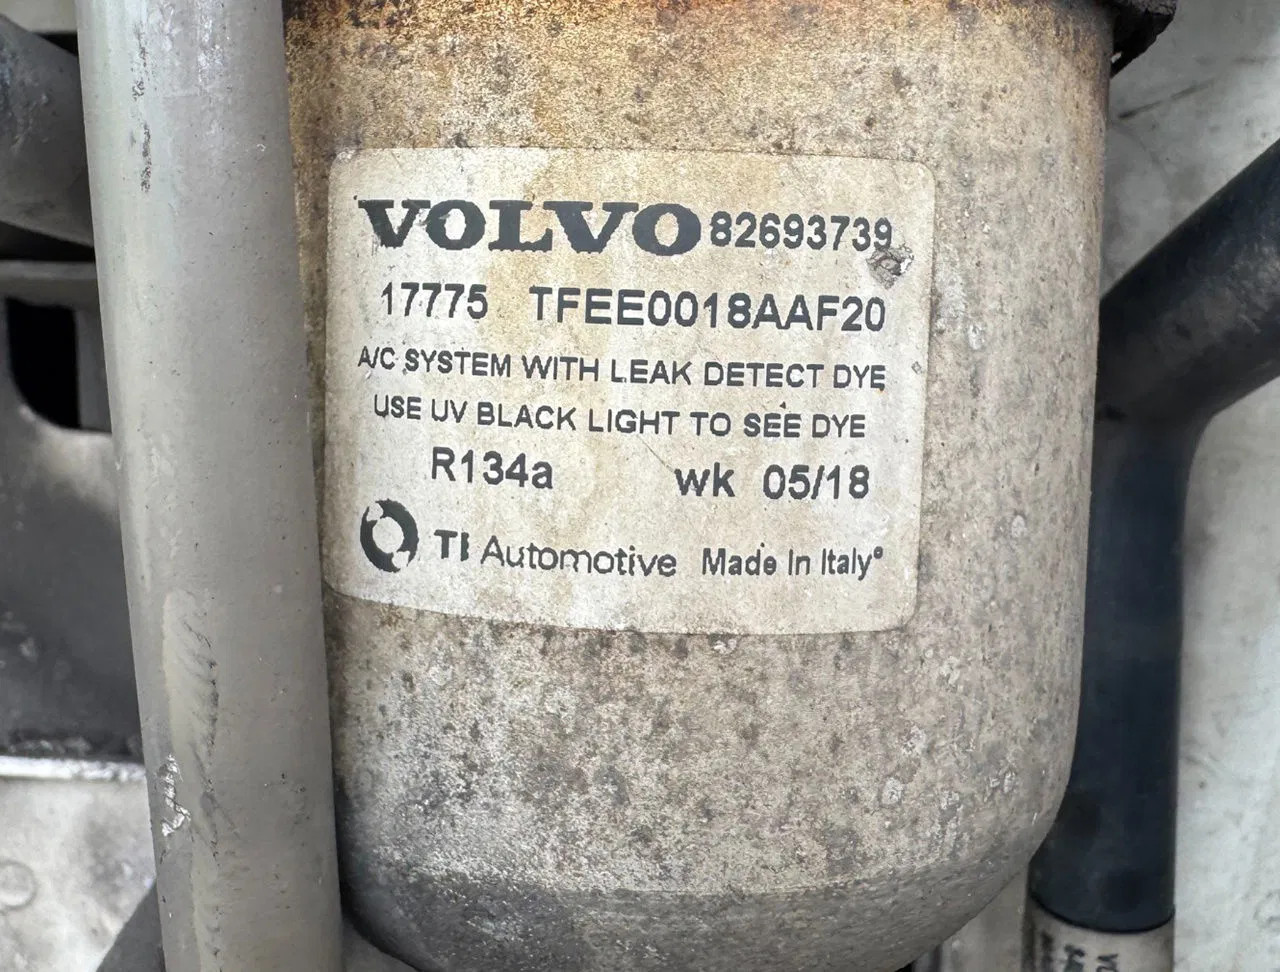 VOLVO 82693739
17775 TFEE0018AAF20
A/C SYSTEM WITH LEAK DETECT DYE
USE UV BLACK LIGHT TO SEE DYE
R134a wk 05/18
TI Automotive Made In Italy°